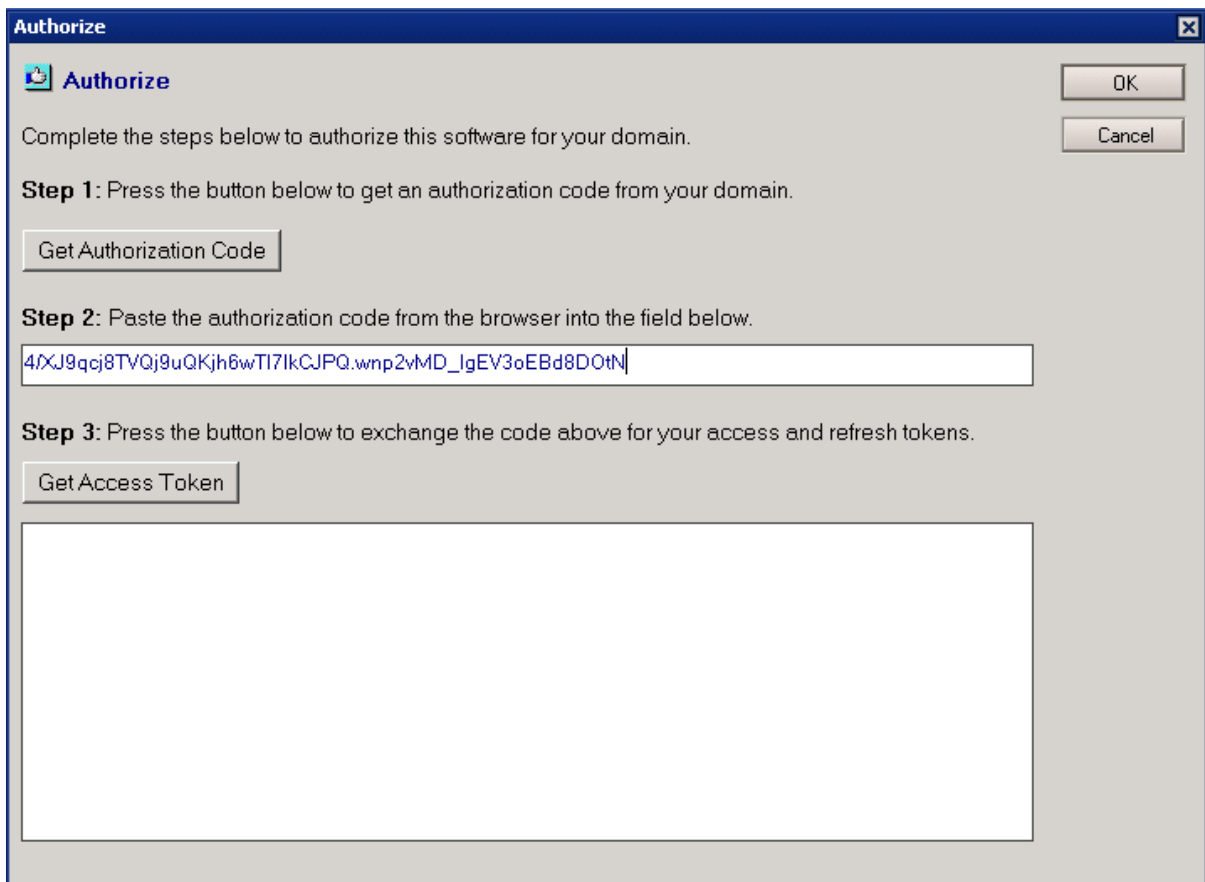 Authorize
Authorize
OK
Complete the steps below to authorize this software for your domain.
Cancel
Step 1: Press the button below to get an authorization code from your domain.
Get Authorization Code
Step 2: Paste the authorization code from the browser into the field below.
4/XJ9qcj8TVQj9uQKjh6wTI7IkCJPQ.wnp2vMD_IgEV3oEBd8DOtN
Step 3: Press the button below to exchange the code above for your access and refresh tokens.
Get Access Token